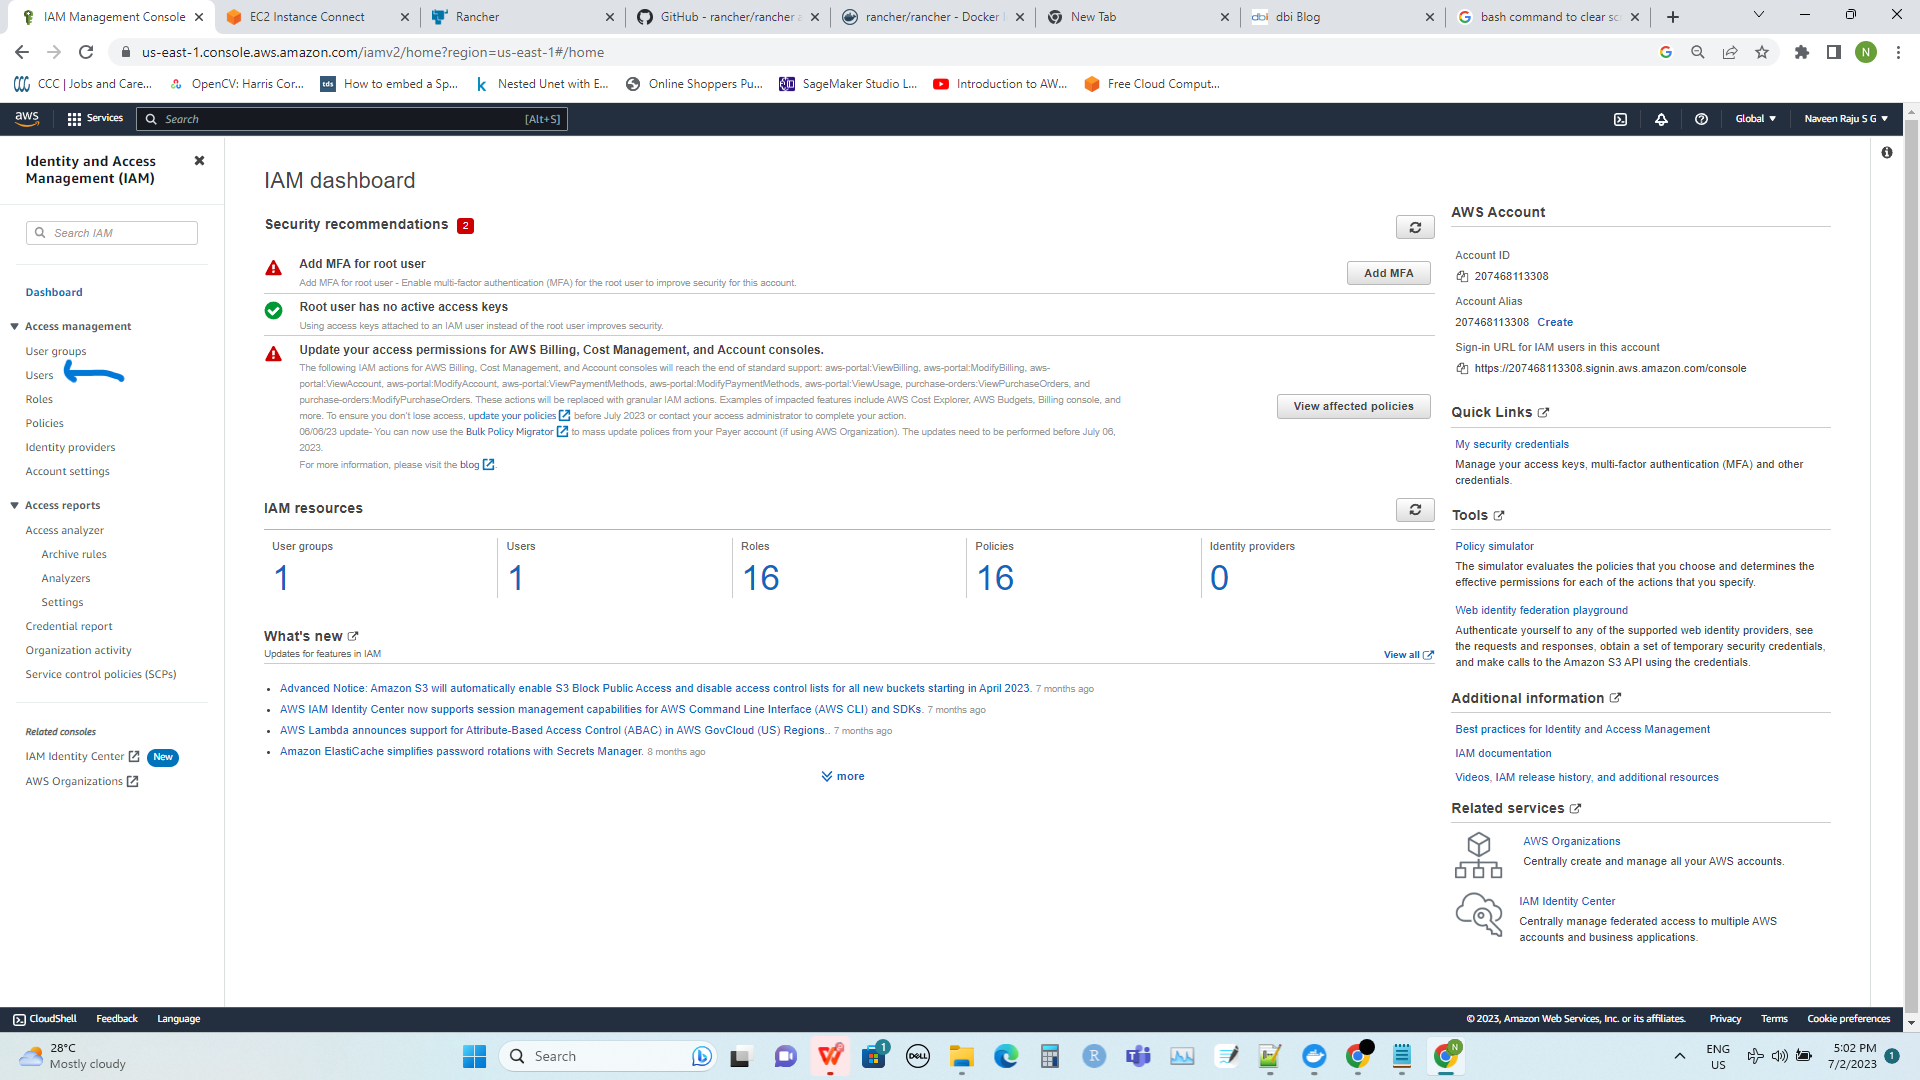 IAM Management Console
EC2 Instance Connect
Rancher
GitHub - rancher/rancher
rancher/rancher - Docker
New Tab
dbi Blog
bash command to clear sc
us-east-1.console.aws.amazon.com/iamv2/home?region=us-east-1#/home
N
CCC | Jobs and Care...
OpenCV: Harris Cor...
tds
How to embed a Sp...
Nested Unet with E...
Online Shoppers Pu...
SageMaker Studio L...
Introduction to AW...
Free Cloud Comput...
aws
Services
Search
[Alt+S]
Global
Naveen Raju S G
Identity and Access
Management (IAM)
Search IAM
Dashboard
Access management
User groups
Users
Roles
Policies
Identity providers
Account settings
Access reports
Access analyzer
Archive rules
Analyzers
Settings
Credential report
Organization activity
Service control policies (SCPs)
Related consoles
IAM Identity Center New
AWS Organizations
IAM dashboard
Security recommendations 2
Add MFA for root user
Add MFA for root user - Enable multi-factor authentication (MFA) for the root user to improve security for this account.
Add MFA
Root user has no active access keys
Using access keys attached to an IAM user instead of the root user improves security.
Update your access permissions for AWS Billing, Cost Management, and Account consoles.
The following IAM actions for AWS Billing, Cost Management, and Account consoles will reach the end of standard support: aws-portal:ViewBilling, aws-portal:ModifyBilling, aws-
portal:ViewAccount, aws-portal:ModifyAccount, aws-portal:ViewPaymentMethods, aws-portal:ModifyPaymentMethods, aws-portal:ViewUsage, purchase-orders:ViewPurchaseOrders, and
purchase-orders:ModifyPurchaseOrders. These actions will be replaced with granular IAM actions. Examples of impacted features include AWS Cost Explorer, AWS Budgets, Billing console, and
more. To ensure you don't lose access, update your policies before July 2023 or contact your access administrator to complete your action.
06/06/23 update- You can now use the Bulk Policy Migrator to mass update polices from your Payer account (if using AWS Organization). The updates need to be performed before July 06,
2023.
For more information, please visit the blog .
View affected policies
IAM resources
User groups
1
Users
1
Roles
16
Policies
16
Identity providers
0
What's new
Updates for features in IAM
View all
Advanced Notice: Amazon S3 will automatically enable S3 Block Public Access and disable access control lists for all new buckets starting in April 2023. 7 months ago
AWS IAM Identity Center now supports session management capabilities for AWS Command Line Interface (AWS CLI) and SDKs. 7 months ago
AWS Lambda announces support for Attribute-Based Access Control (ABAC) in AWS GovCloud (US) Regions.. 7 months ago
Amazon ElastiCache simplifies password rotations with Secrets Manager. 8 months ago
more
AWS Account
Account ID
207468113308
Account Alias
207468113308 Create
Sign-in URL for IAM users in this account
https://207468113308.signin.aws.amazon.com/console
Quick Links
My security credentials
Manage your access keys, multi-factor authentication (MFA) and other
credentials.
Tools
Policy simulator
The simulator evaluates the policies that you choose and determines the
effective permissions for each of the actions that you specify.
Web identity federation playground
Authenticate yourself to any of the supported web identity providers, see
the requests and responses, obtain a set of temporary security credentials,
and make calls to the Amazon S3 API using the credentials.
Additional information
Best practices for Identity and Access Management
IAM documentation
Videos, IAM release history, and additional resources
Related services
AWS Organizations
Centrally create and manage all your AWS accounts.
IAM Identity Center
Centrally manage federated access to multiple AWS
accounts and business applications.
CloudShell
Feedback
Language
© 2023, Amazon Web Services, Inc. or its affiliates.
Privacy
Terms
Cookie preferences
28°C
Mostly cloudy
Search
1
DELL
R
N
ENG
US
5:02 PM
7/2/2023
1